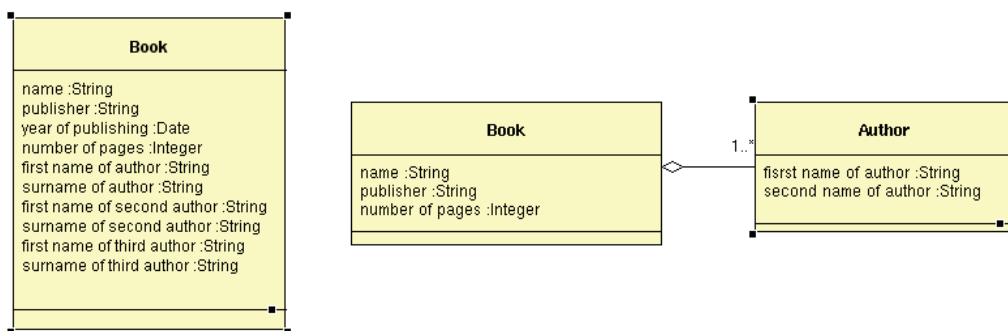 Book
name :String
publisher :String
year of publishing :Date
number of pages :Integer
first name of author :String
surname of author :String
first name of second author :String
surname of second author :String
first name of third author :String
surname of third author :String
Book
name :String
publisher :String
number of pages :Integer
1..*
Author
fisrst name of author :String
second name of author :String